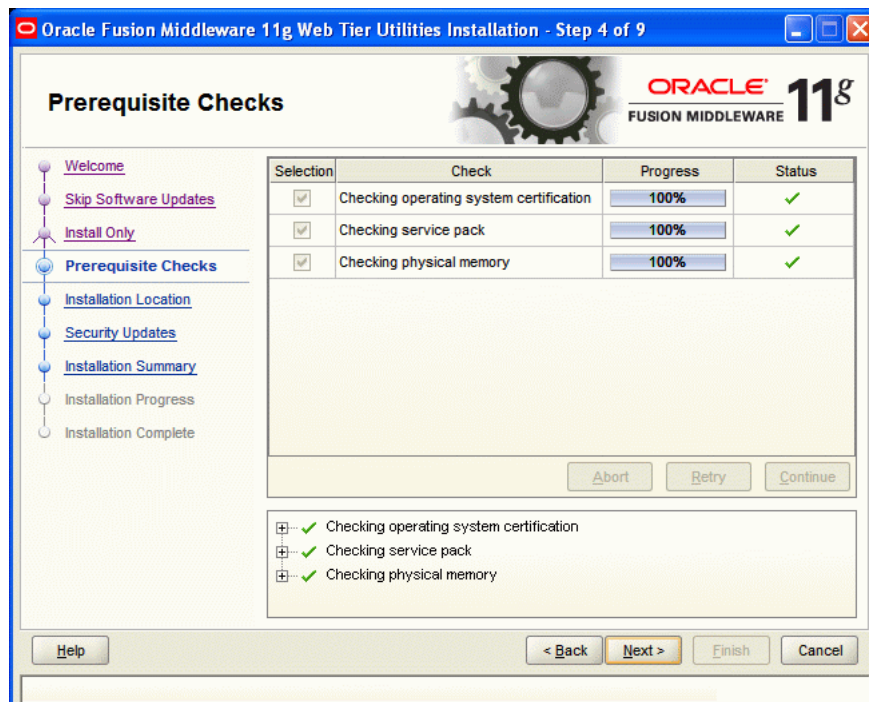 Oracle Fusion Middleware 11g Web Tier Utilities Installation - Step 4 of 9
Prerequisite Checks
ORACLE
FUSION MIDDLEWARE 11g
Welcome
Skip Software Updates
Install Only
Prerequisite Checks
Installation Location
Security Updates
Installation Summary
Installation Progress
Installation Complete
Selection Check Progress Status
Checking operating system certification 100%
Checking service pack 100%
Checking physical memory 100%
Abort Retry Continue
Checking operating system certification
Checking service pack
Checking physical memory
Help < Back Next > Finish Cancel